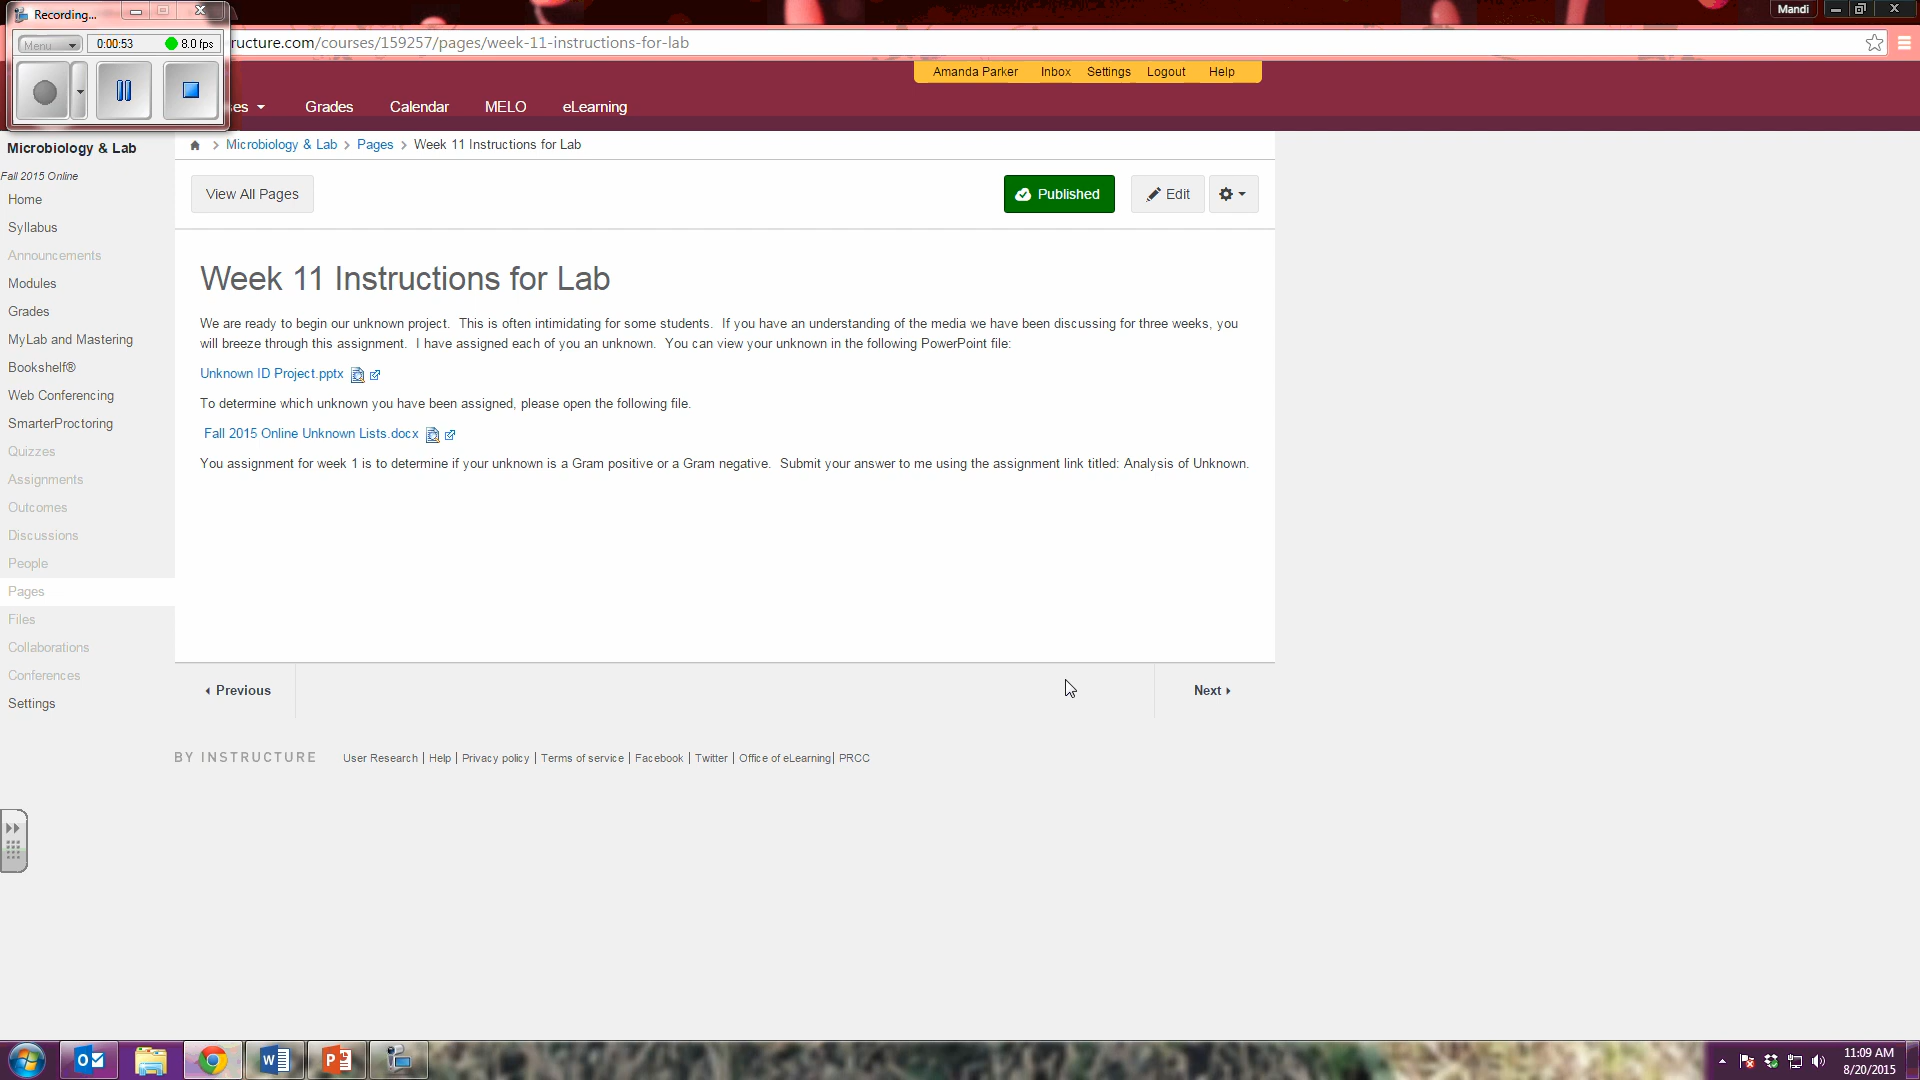 Recording...
Mandi
Menu
0:00:53
8.0 fps
ructure.com/courses/159257/pages/week-11-instructions-for-lab
Amanda Parker
Inbox
Settings
Logout
Help
es
Grades
Calendar
MELO
eLearning
Microbiology & Lab
Fall 2015 Online
Home
Syllabus
Announcements
Modules
Grades
MyLab and Mastering
Bookshelf®
Web Conferencing
SmarterProctoring
Quizzes
Assignments
Outcomes
Discussions
People
Pages
Files
Collaborations
Conferences
Settings
Microbiology & Lab > Pages > Week 11 Instructions for Lab
View All Pages
Published
Edit
Week 11 Instructions for Lab
We are ready to begin our unknown project. This is often intimidating for some students. If you have an understanding of the media we have been discussing for three weeks, you
will breeze through this assignment. I have assigned each of you an unknown. You can view your unknown in the following PowerPoint file:
Unknown ID Project.pptx
To determine which unknown you have been assigned, please open the following file.
Fall 2015 Online Unknown Lists.docx
You assignment for week 1 is to determine if your unknown is a Gram positive or a Gram negative. Submit your answer to me using the assignment link titled: Analysis of Unknown.
Previous
Next
BY INSTRUCTURE
User Research | Help | Privacy policy | Terms of service | Facebook | Twitter | Office of eLearning | PRCC
11:09 AM
8/20/2015